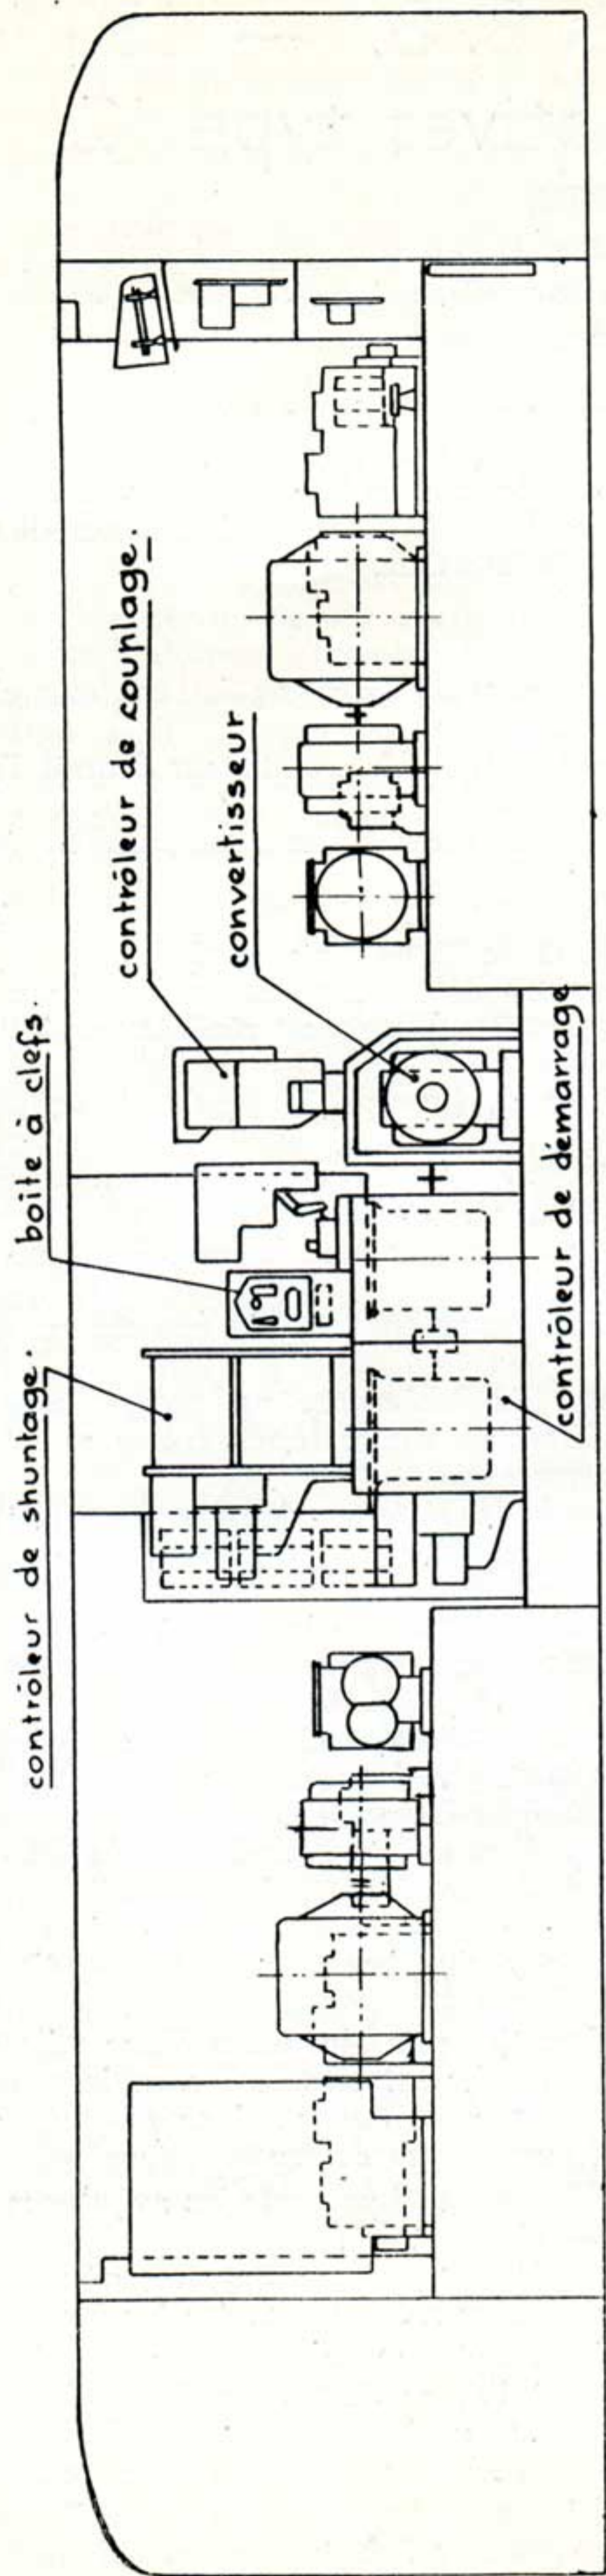 contrôleur de shuntage.
boite à clefs.
contrôleur de couplage.
convertisseur
contrôleur de démarrage